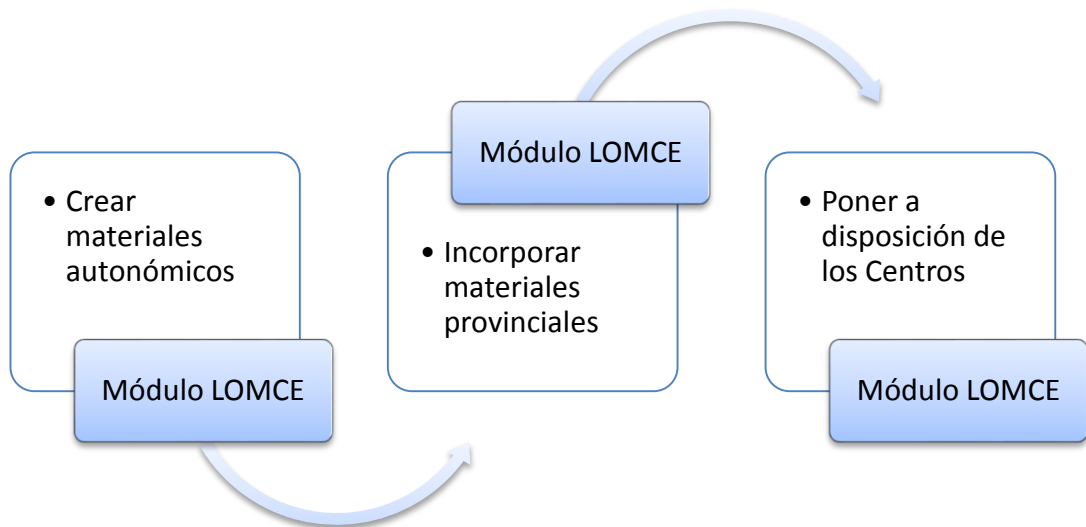 • Crear
materiales
autonómicos
Módulo LOMCE
Módulo LOMCE
• Incorporar
materiales
provinciales
• Poner a
disposición de
los Centros
Módulo LOMCE